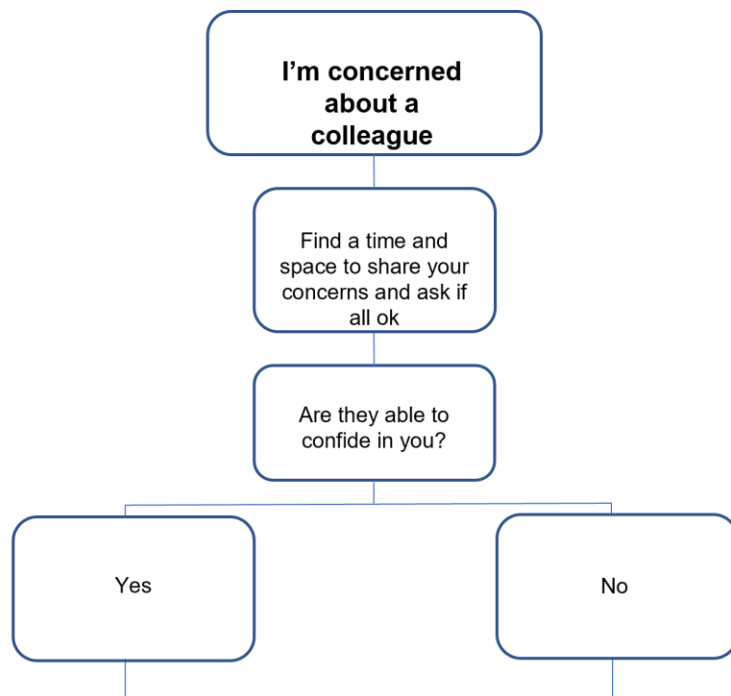 I’m concerned
about a
colleague
Find a time and
space to share your
concerns and ask if
all ok
Are they able to
confide in you?
Yes
No